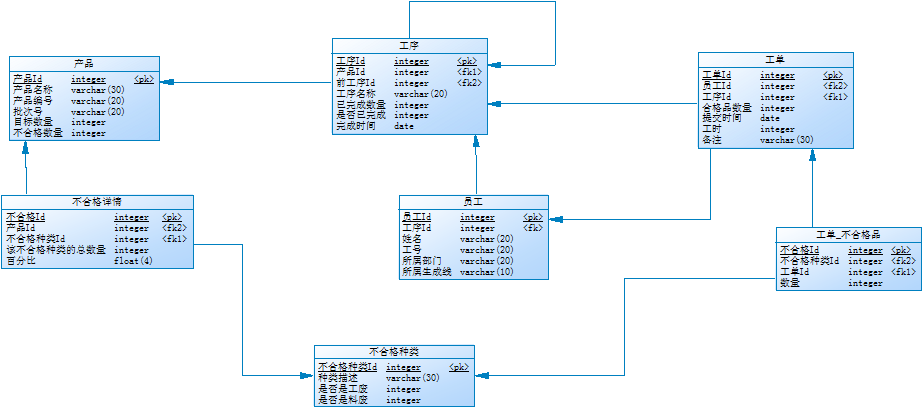 产品
产品Id integer <pk>
产品名称 varchar(30)
产品编号 varchar(20)
批次号 varchar(20)
目标数量 integer
不合格数量 integer
工序
工序Id integer <pk>
产品Id integer <fk1>
前工序Id integer <fk2>
工序名称 varchar(20)
已完成数量 integer
是否已完成 integer
完成时间 date
工单
工单Id integer <pk>
员工Id integer <fk2>
工序Id integer <fk1>
合格品数量 integer
提交时间 date
工时 integer
备注 varchar(30)
不合格详情
不合格Id integer <pk>
产品Id integer <fk2>
不合格种类Id integer <fk1>
该不合格种类的总数量 integer
百分比 float(4)
员工
员工Id integer <pk>
工序Id integer <fk>
姓名 varchar(20)
工号 varchar(20)
所属部门 varchar(20)
所属生成线 varchar(10)
工单_不合格品
不合格Id integer <pk>
不合格种类Id integer <fk2>
工单Id integer <fk1>
数量 integer
不合格种类
不合格种类Id integer <pk>
种类描述 varchar(30)
是否是工废 integer
是否是料废 integer